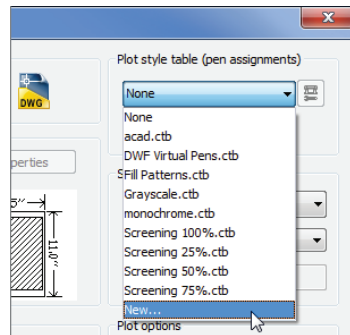 Plot style table (pen assignments)
DWG
None
None
acad.ctb
DWF Virtual Pens.ctb
Fill Patterns.ctb
Grayscale.ctb
monochrome.ctb
Screening 100%.ctb
Screening 25%.ctb
Screening 50%.ctb
Screening 75%.ctb
New...
perties
S
5"
11.0"
Plot options